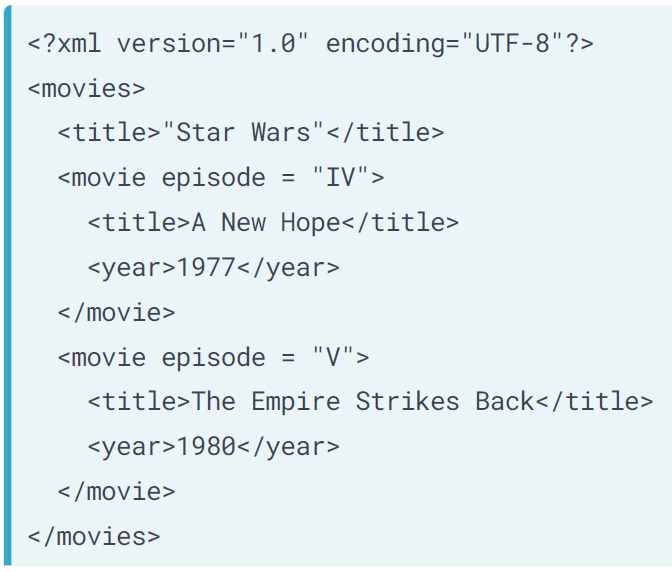 <?xml version="1.0" encoding="UTF-8"?>
<movies>
  <title>"Star Wars"</title>
  <movie episode = "IV">
    <title>A New Hope</title>
    <year>1977</year>
  </movie>
  <movie episode = "V">
    <title>The Empire Strikes Back</title>
    <year>1980</year>
  </movie>
</movies>